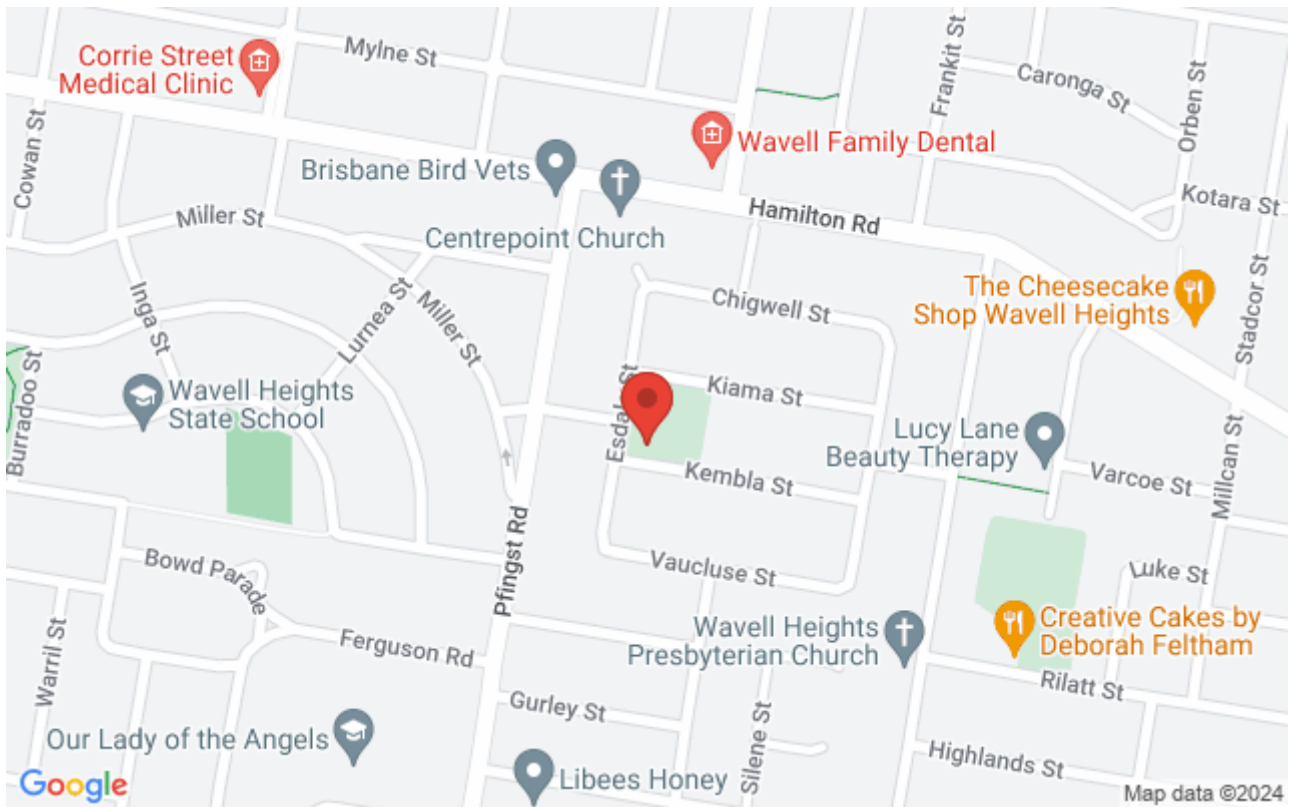 Corrie Street
Medical Clinic
Mylne St
Frankit St
Caronga St
Orben St
Cowan St
Wavell Family Dental
Brisbane Bird Vets
Kotara St
Miller St
Hamilton Rd
Centrepoint Church
Inga St
Lurnea St
Miller St
Chigwell St
The Cheesecake
Shop Wavell Heights
Stadcor St
Burradoo St
Wavell Heights
State School
Kiama St
Lucy Lane
Beauty Therapy
Kembla St
Varcoe St
Millcan St
Pfingst Rd
Bowd Parade
Vaucluse St
Luke St
Warril St
Ferguson Rd
Wavell Heights
Presbyterian Church
Creative Cakes by
Deborah Feltham
Rilatt St
Gurley St
Silene St
Our Lady of the Angels
Highlands St
Libees Honey
Google
Map data ©2024